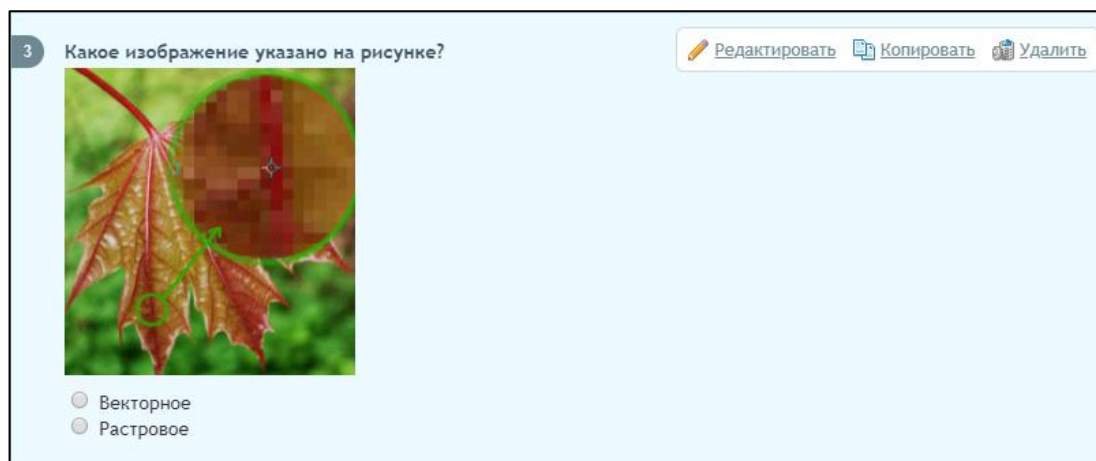 3 Какое изображение указано на рисунке?
Редактировать Копировать Удалить
Векторное
Растровое